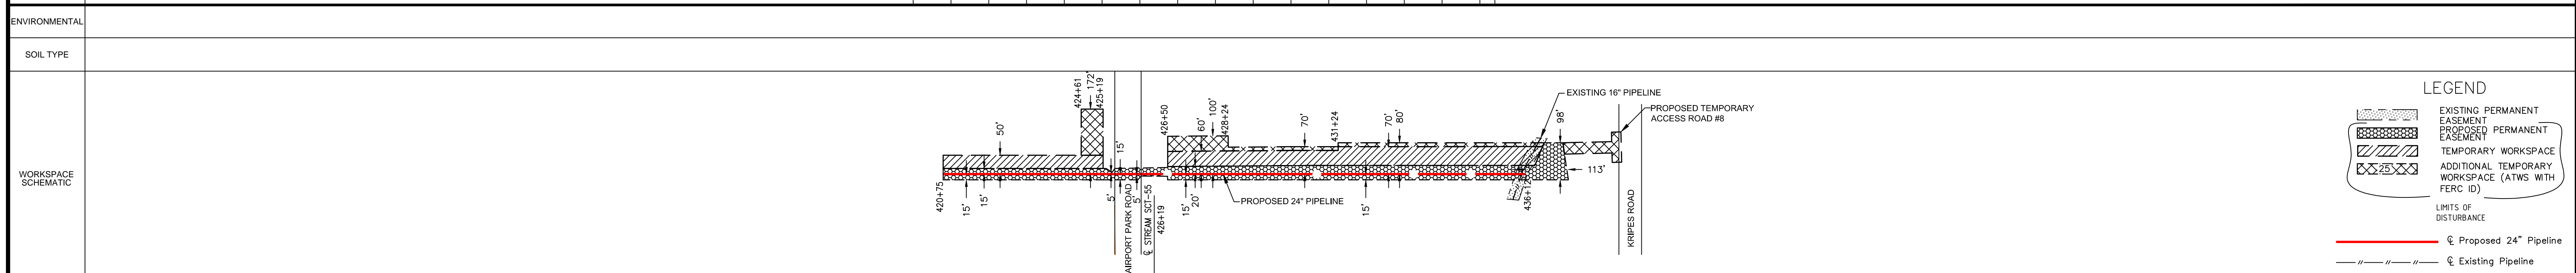 ENVIRONMENTAL
SOIL TYPE
WORKSPACE
SCHEMATIC
420+75
15'
15'
50'
424+61
172'
425+19
5'
15'
5'
AIRPORT PARK ROAD
℄ STREAM SCT-55
426+19
426+50
60'
100'
428+24
15'
20'
PROPOSED 24" PIPELINE
70'
431+24
15'
70'
80'
EXISTING 16" PIPELINE
PROPOSED TEMPORARY
ACCESS ROAD #8
98'
113'
436+12
KRIPES ROAD
LEGEND
EXISTING PERMANENT
EASEMENT
PROPOSED PERMANENT
EASEMENT
TEMPORARY WORKSPACE
25
ADDITIONAL TEMPORARY
WORKSPACE (ATWS WITH
FERC ID)
LIMITS OF
DISTURBANCE
℄ Proposed 24" Pipeline
℄ Existing Pipeline